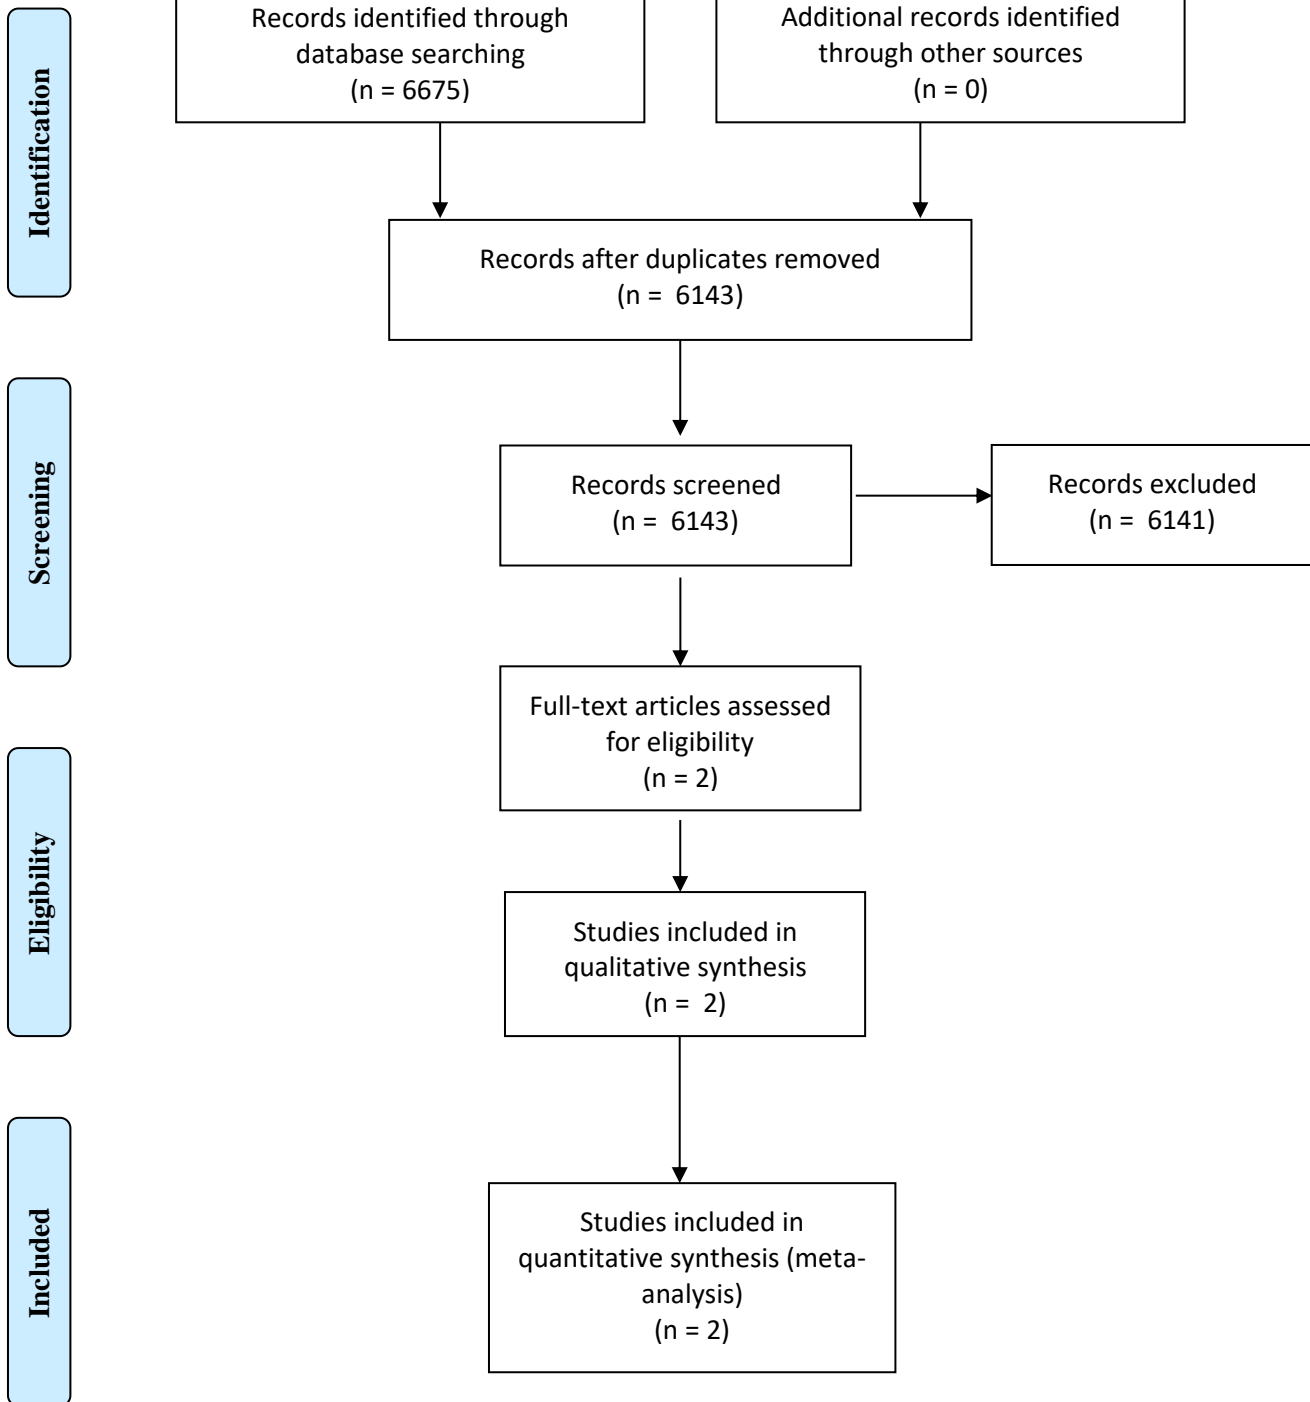 Identification
Records identified through
database searching
(n = 6675)
Additional records identified
through other sources
(n = 0)
Records after duplicates removed
(n =  6143)
Screening
Records screened
(n =  6143)
Records excluded
(n =  6141)
Full-text articles assessed
for eligibility
(n = 2)
Eligibility
Studies included in
qualitative synthesis
(n =  2)
Included
Studies included in
quantitative synthesis (meta-
analysis)
(n = 2)